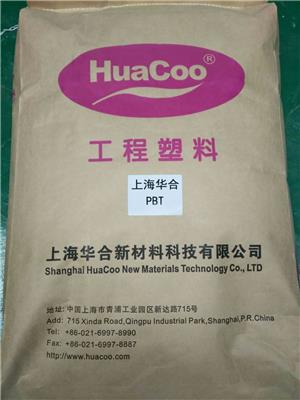 HuaCoo®
工程塑料
上海华合
PBT
上海华合新材料科技有限公司
Shanghai HuaCoo New Materials Technology Co., LTD
地址: 中国上海市青浦工业园区新达路715号
Add: 715 Xinda Road,Qingpu Industrial Park,Shanghai,P.R.China
Tel: +86-021-6997-8990
Fax: +86-021-6997-8887
http://www.huacoo.com